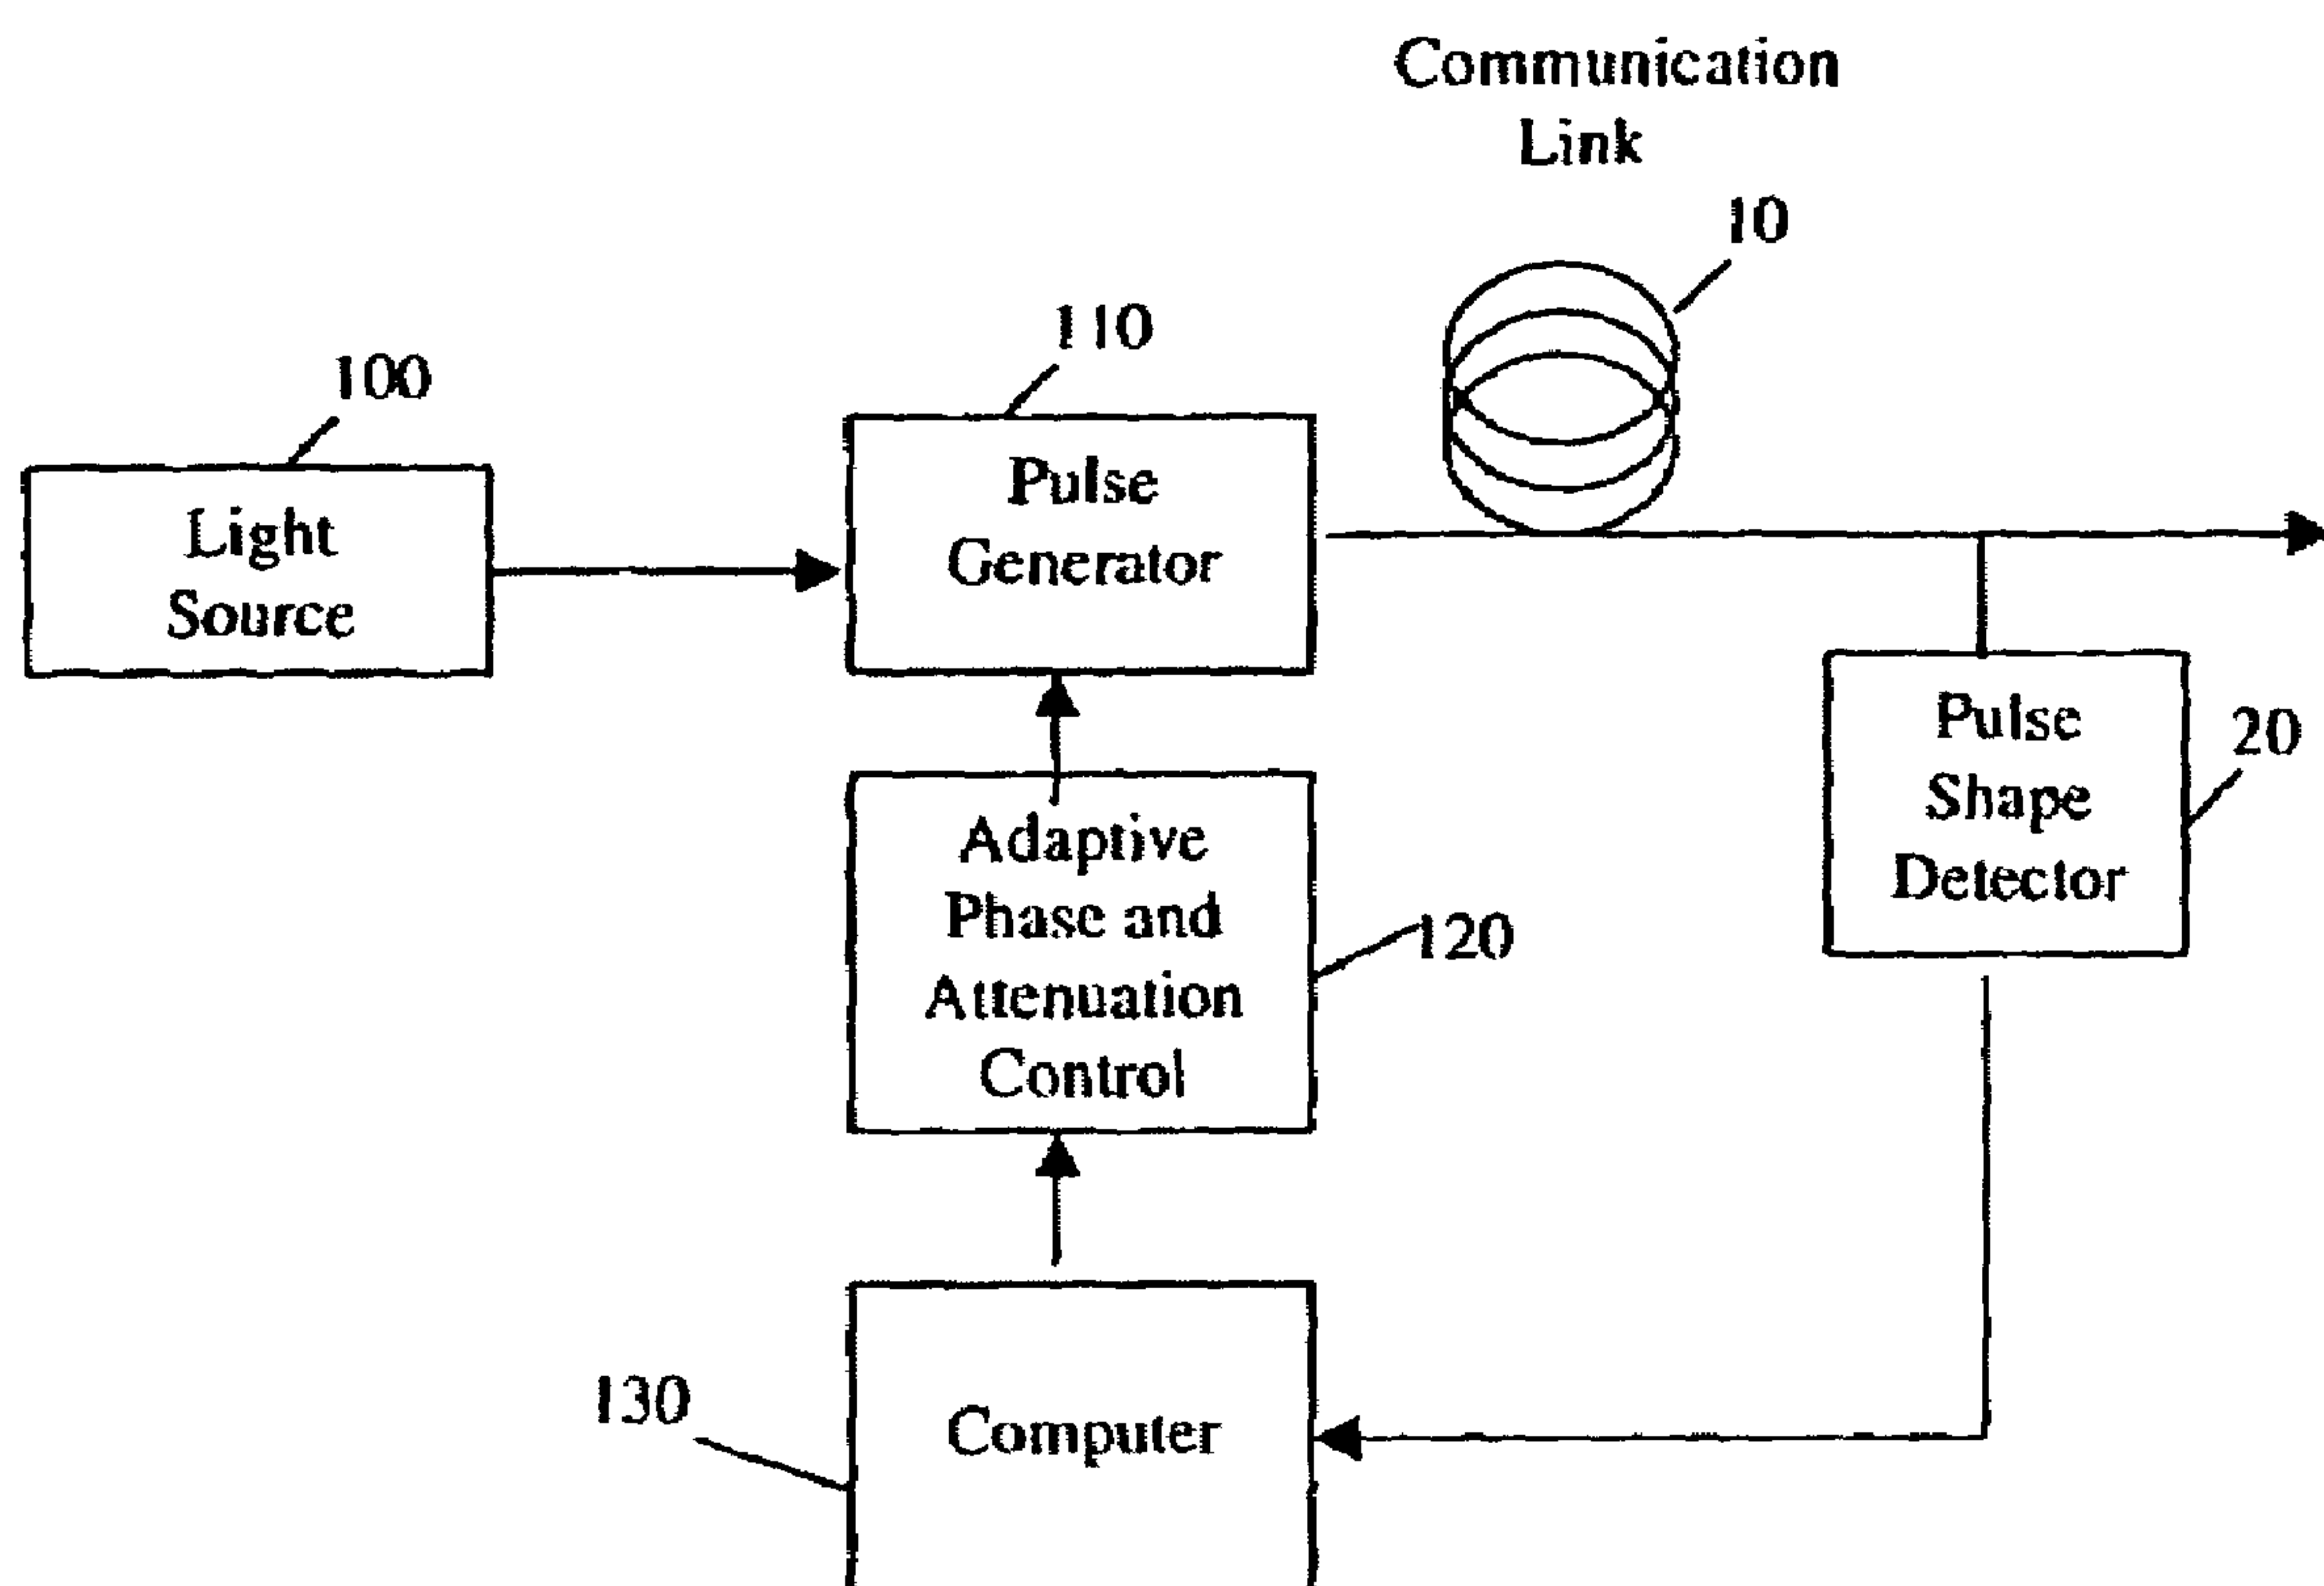 Communication
Link
10
110
100
Pulse
Generator
Light
Source
Pulse
Shape
Detector
20
Adaptive
Phase and
Attenuation
Control
120
130
Computer